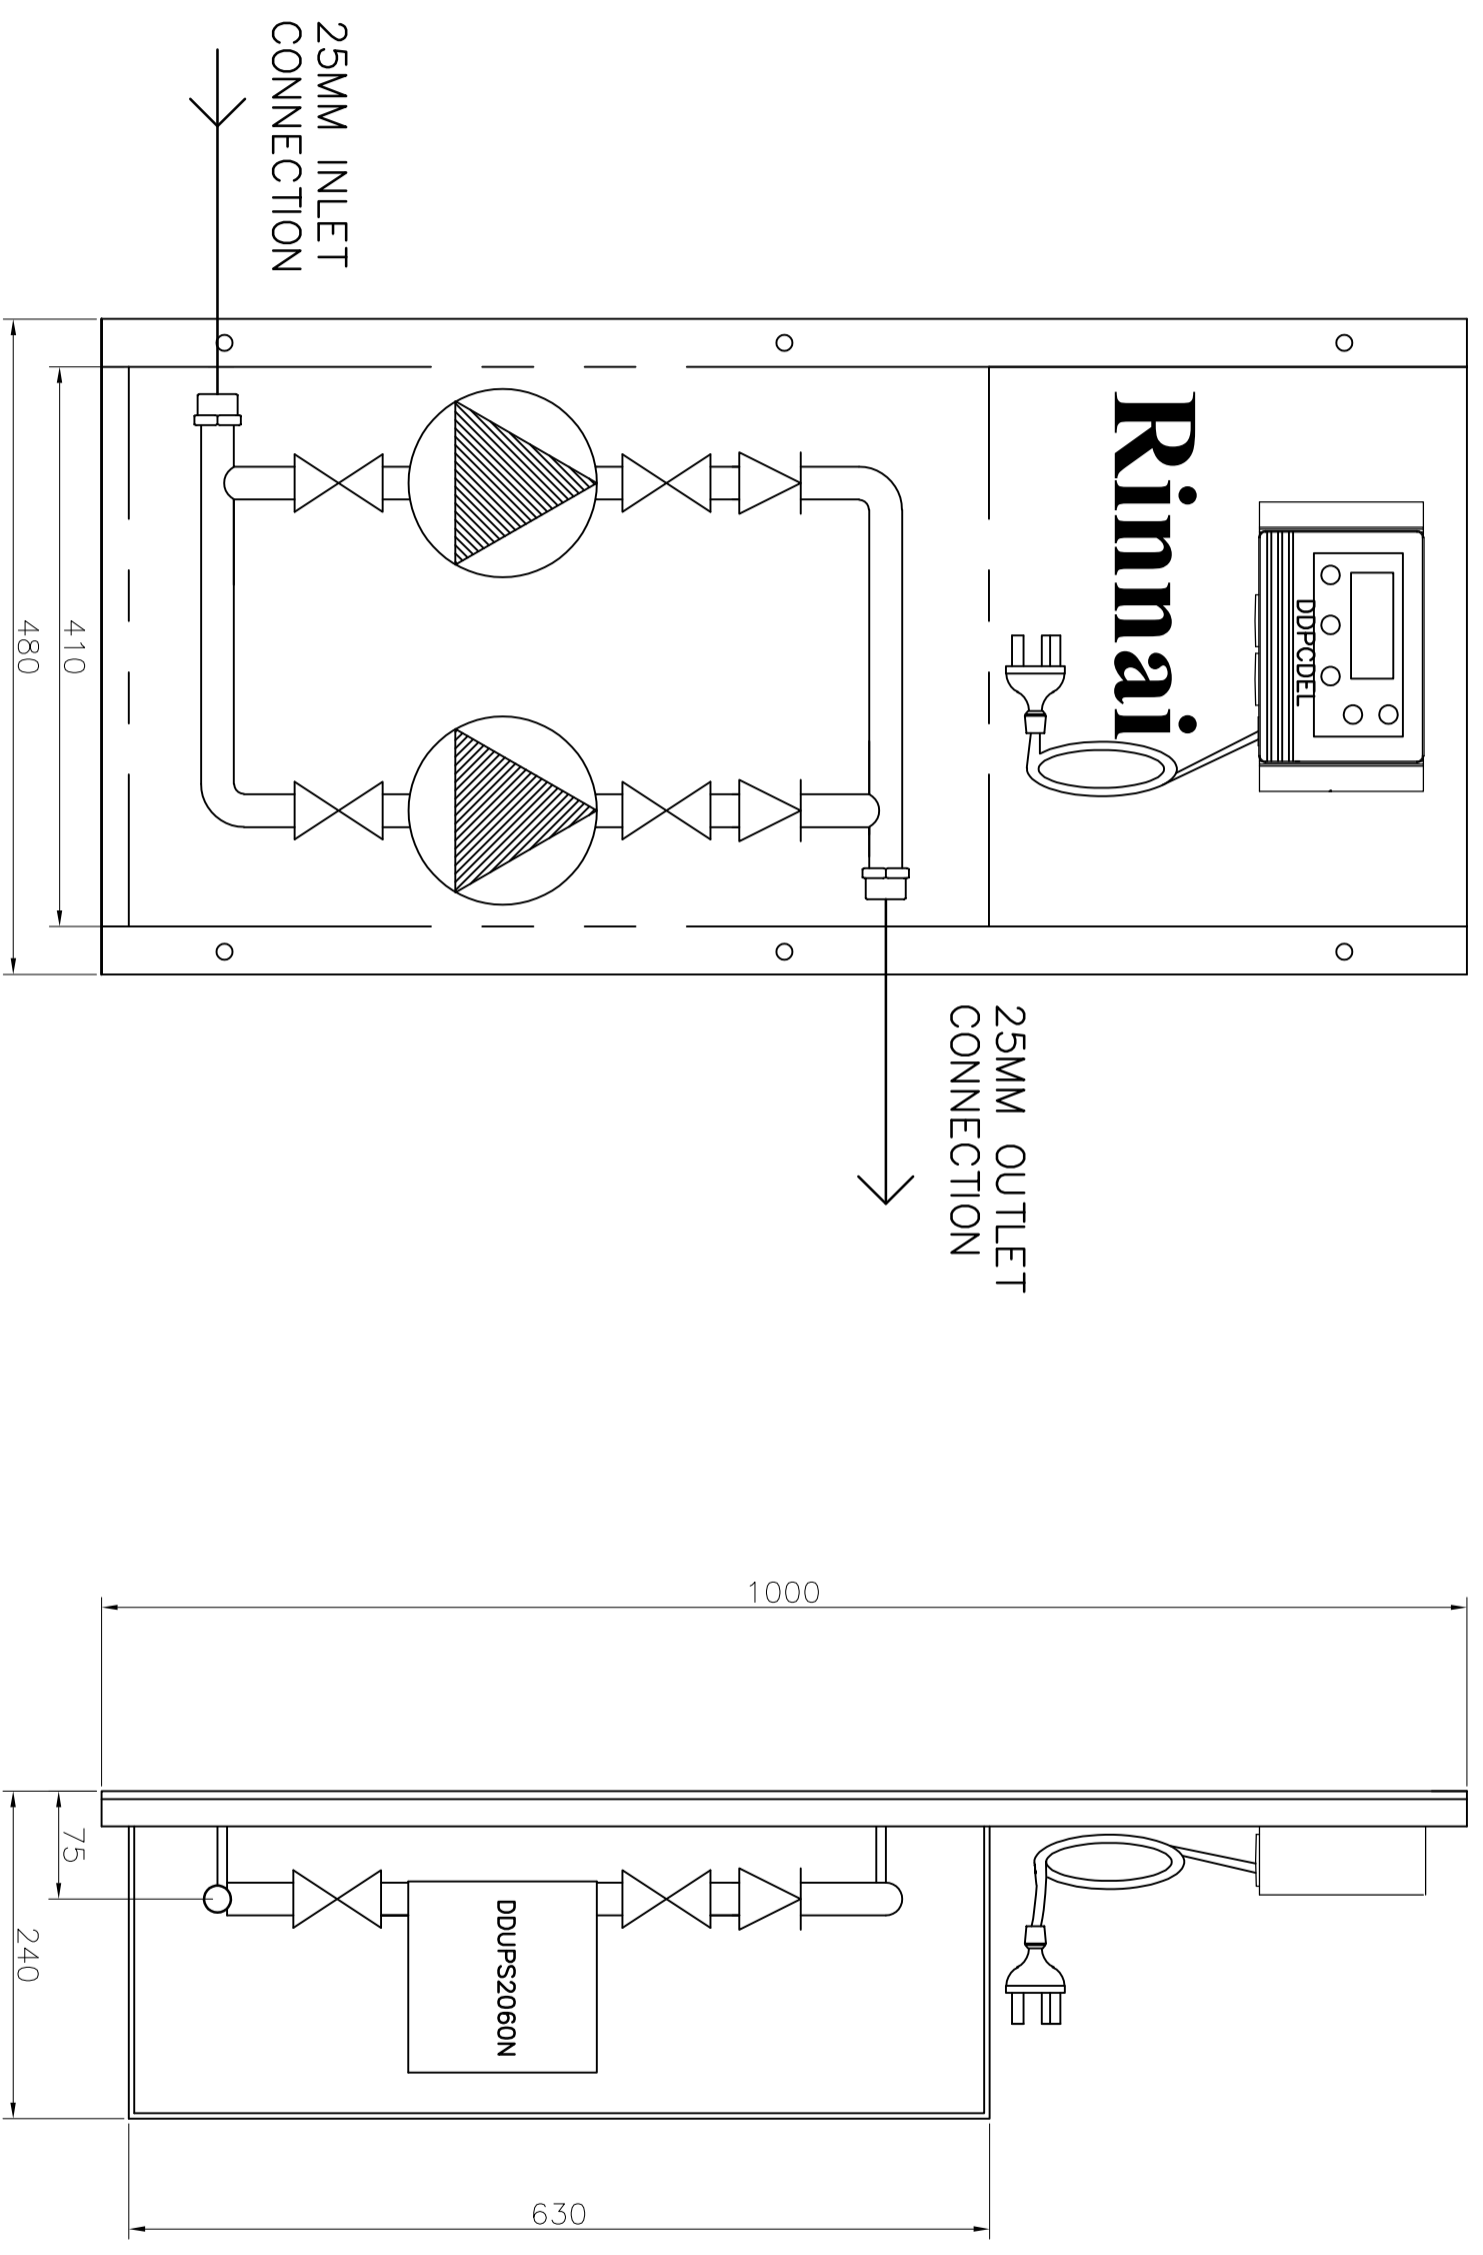 Rinnai
DDPCDEL
25MM OUTLET
CONNECTION
25MM INLET
CONNECTION
410
480
1000
DDUPS2060N
630
75
240